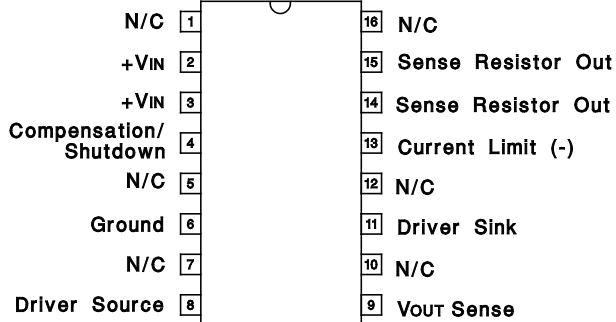 N/C 1 16 N/C
+VIN 2 15 Sense Resistor Out
+VIN 3 14 Sense Resistor Out
Compensation/
Shutdown 4 13 Current Limit (-)
N/C 5 12 N/C
Ground 6 11 Driver Sink
N/C 7 10 N/C
Driver Source 8 9 VOUT Sense